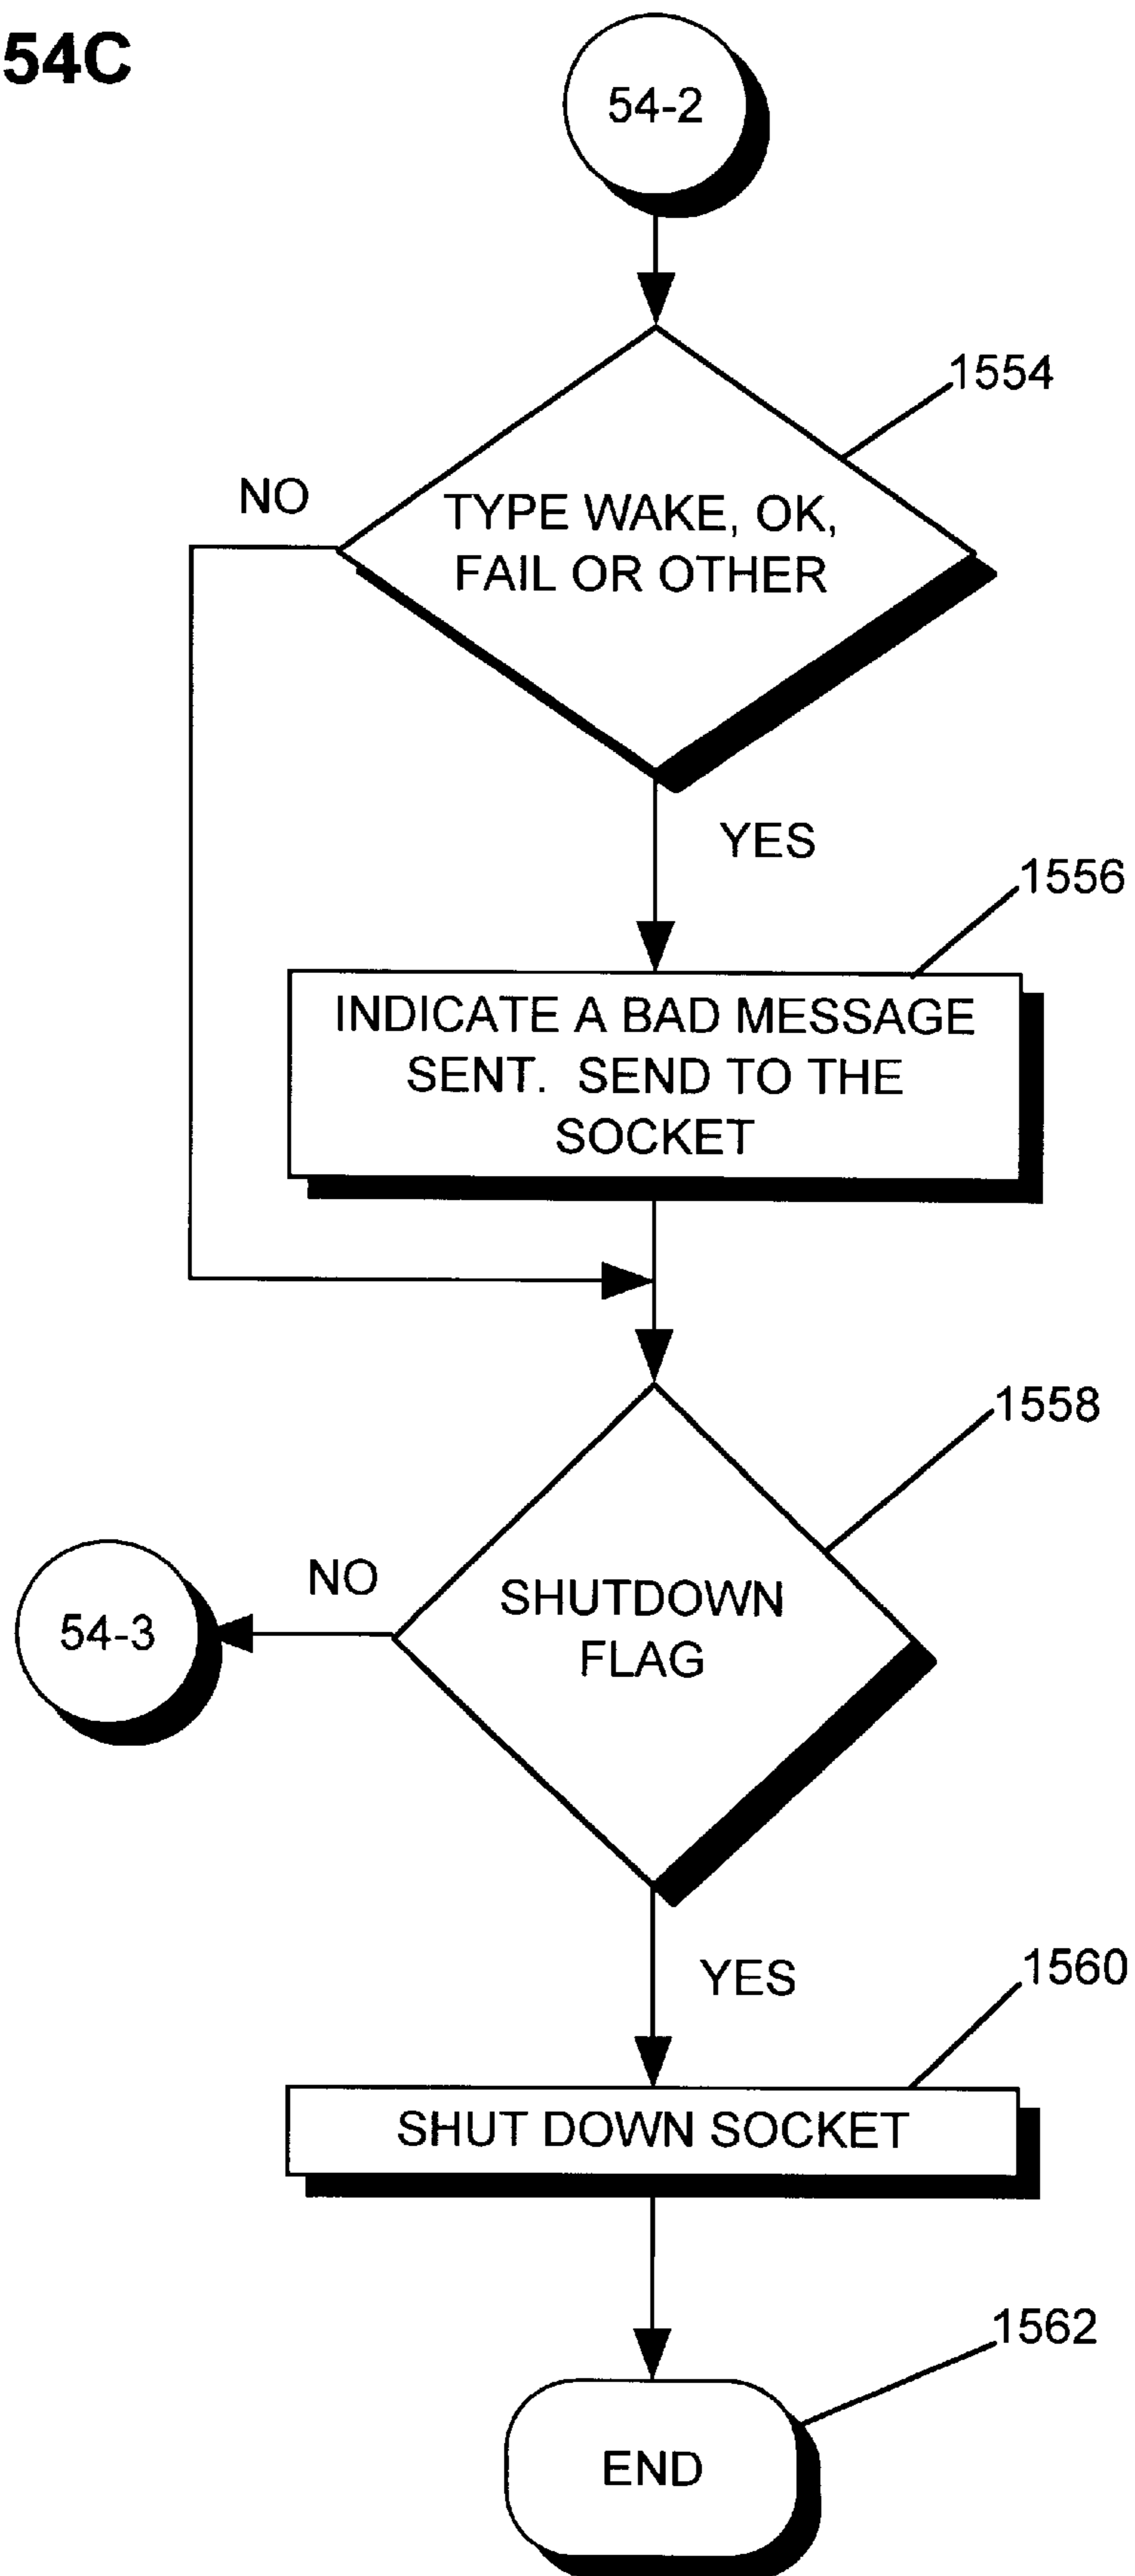 54C
54-2
1554
NO
TYPE WAKE, OK,
FAIL OR OTHER
YES
1556
INDICATE A BAD MESSAGE
SENT. SEND TO THE
SOCKET
1558
NO
SHUTDOWN
FLAG
54-3
YES
1560
SHUT DOWN SOCKET
1562
END